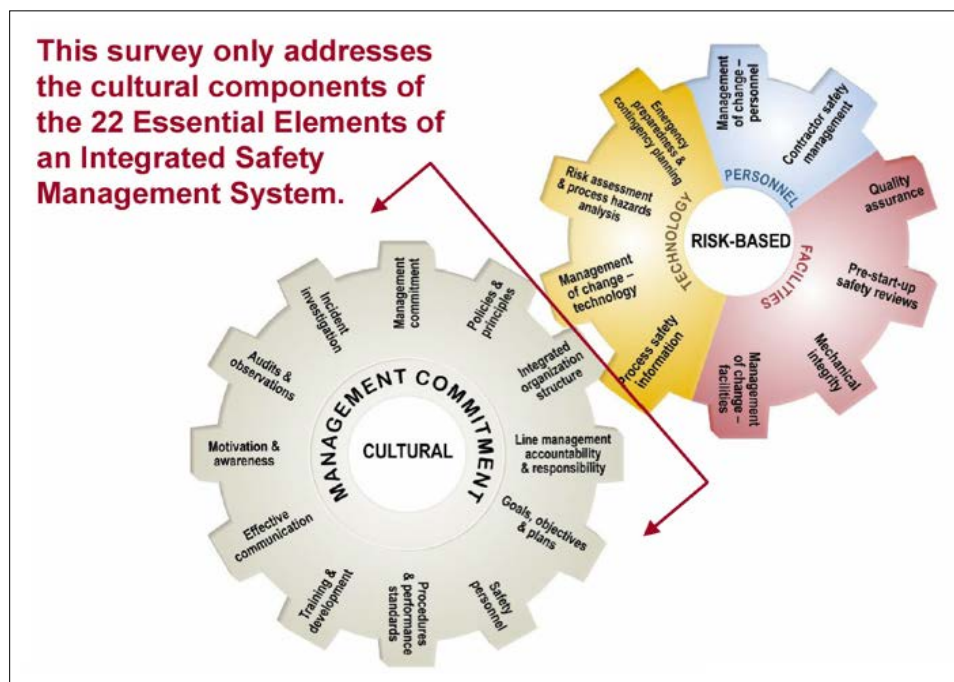 This survey only addresses
the cultural components of
the 22 Essential Elements of
an Integrated Safety
Management System.
Emergency
preparedness &
contingency planning
Management
of change –
personnel
Contractor safety
management
Risk assessment
& process hazards
analysis
PERSONNEL
Quality
assurance
TECHNOLOGY
RISK-BASED
FACILITIES
Management
of change –
technology
Pre-start-up
safety reviews
Process safety
information
Management
of change –
facilities
Mechanical
integrity
Incident
investigation
Management
commitment
Policies &
principles
Audits &
observations
Integrated
organization
structure
MANAGEMENT COMMITMENT
CULTURAL
Motivation &
awareness
Line management
accountability
& responsibility
Effective
communication
Goals, objectives
& plans
Training &
development
Procedures
& performance
standards
Safety
personnel